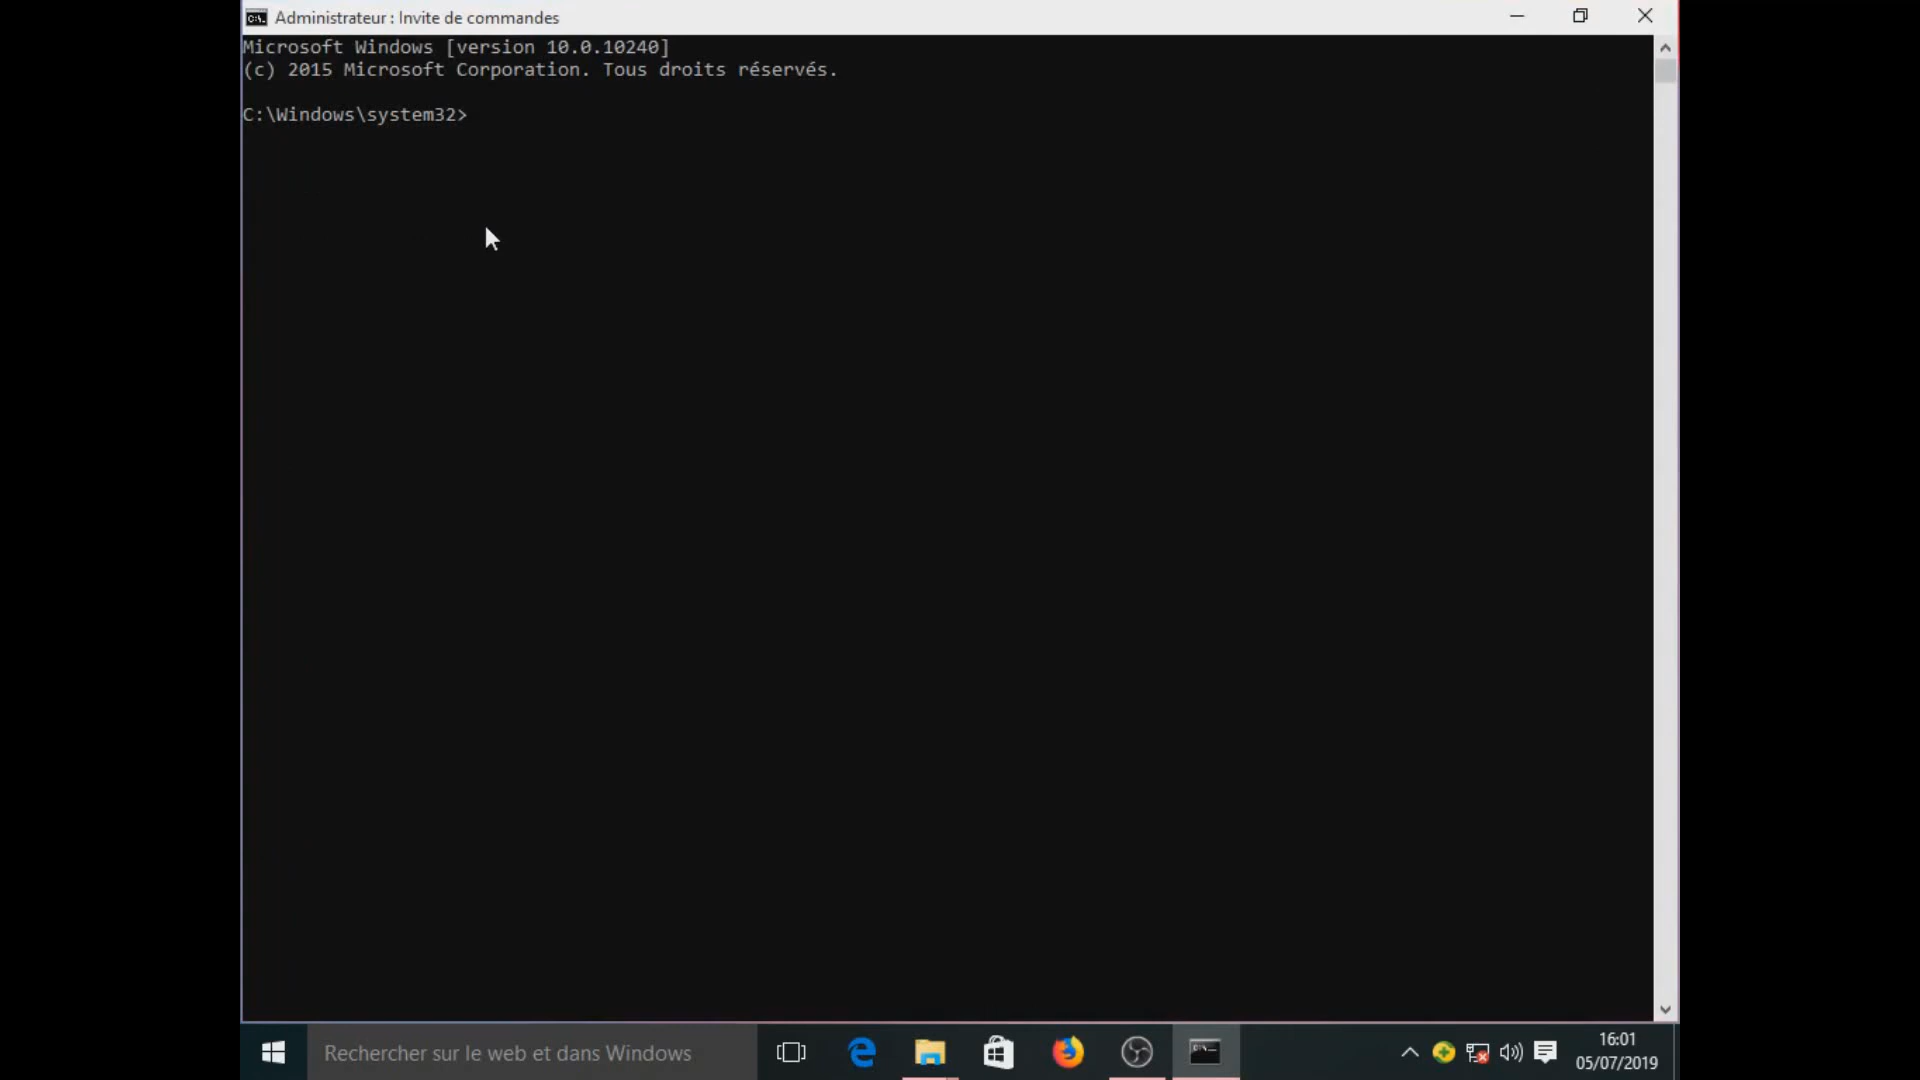 Administrateur : Invite de commandes
Microsoft Windows [version 10.0.10240]
(c) 2015 Microsoft Corporation. Tous droits réservés.
C:\Windows\system32>
Rechercher sur le web et dans Windows
16:01
05/07/2019